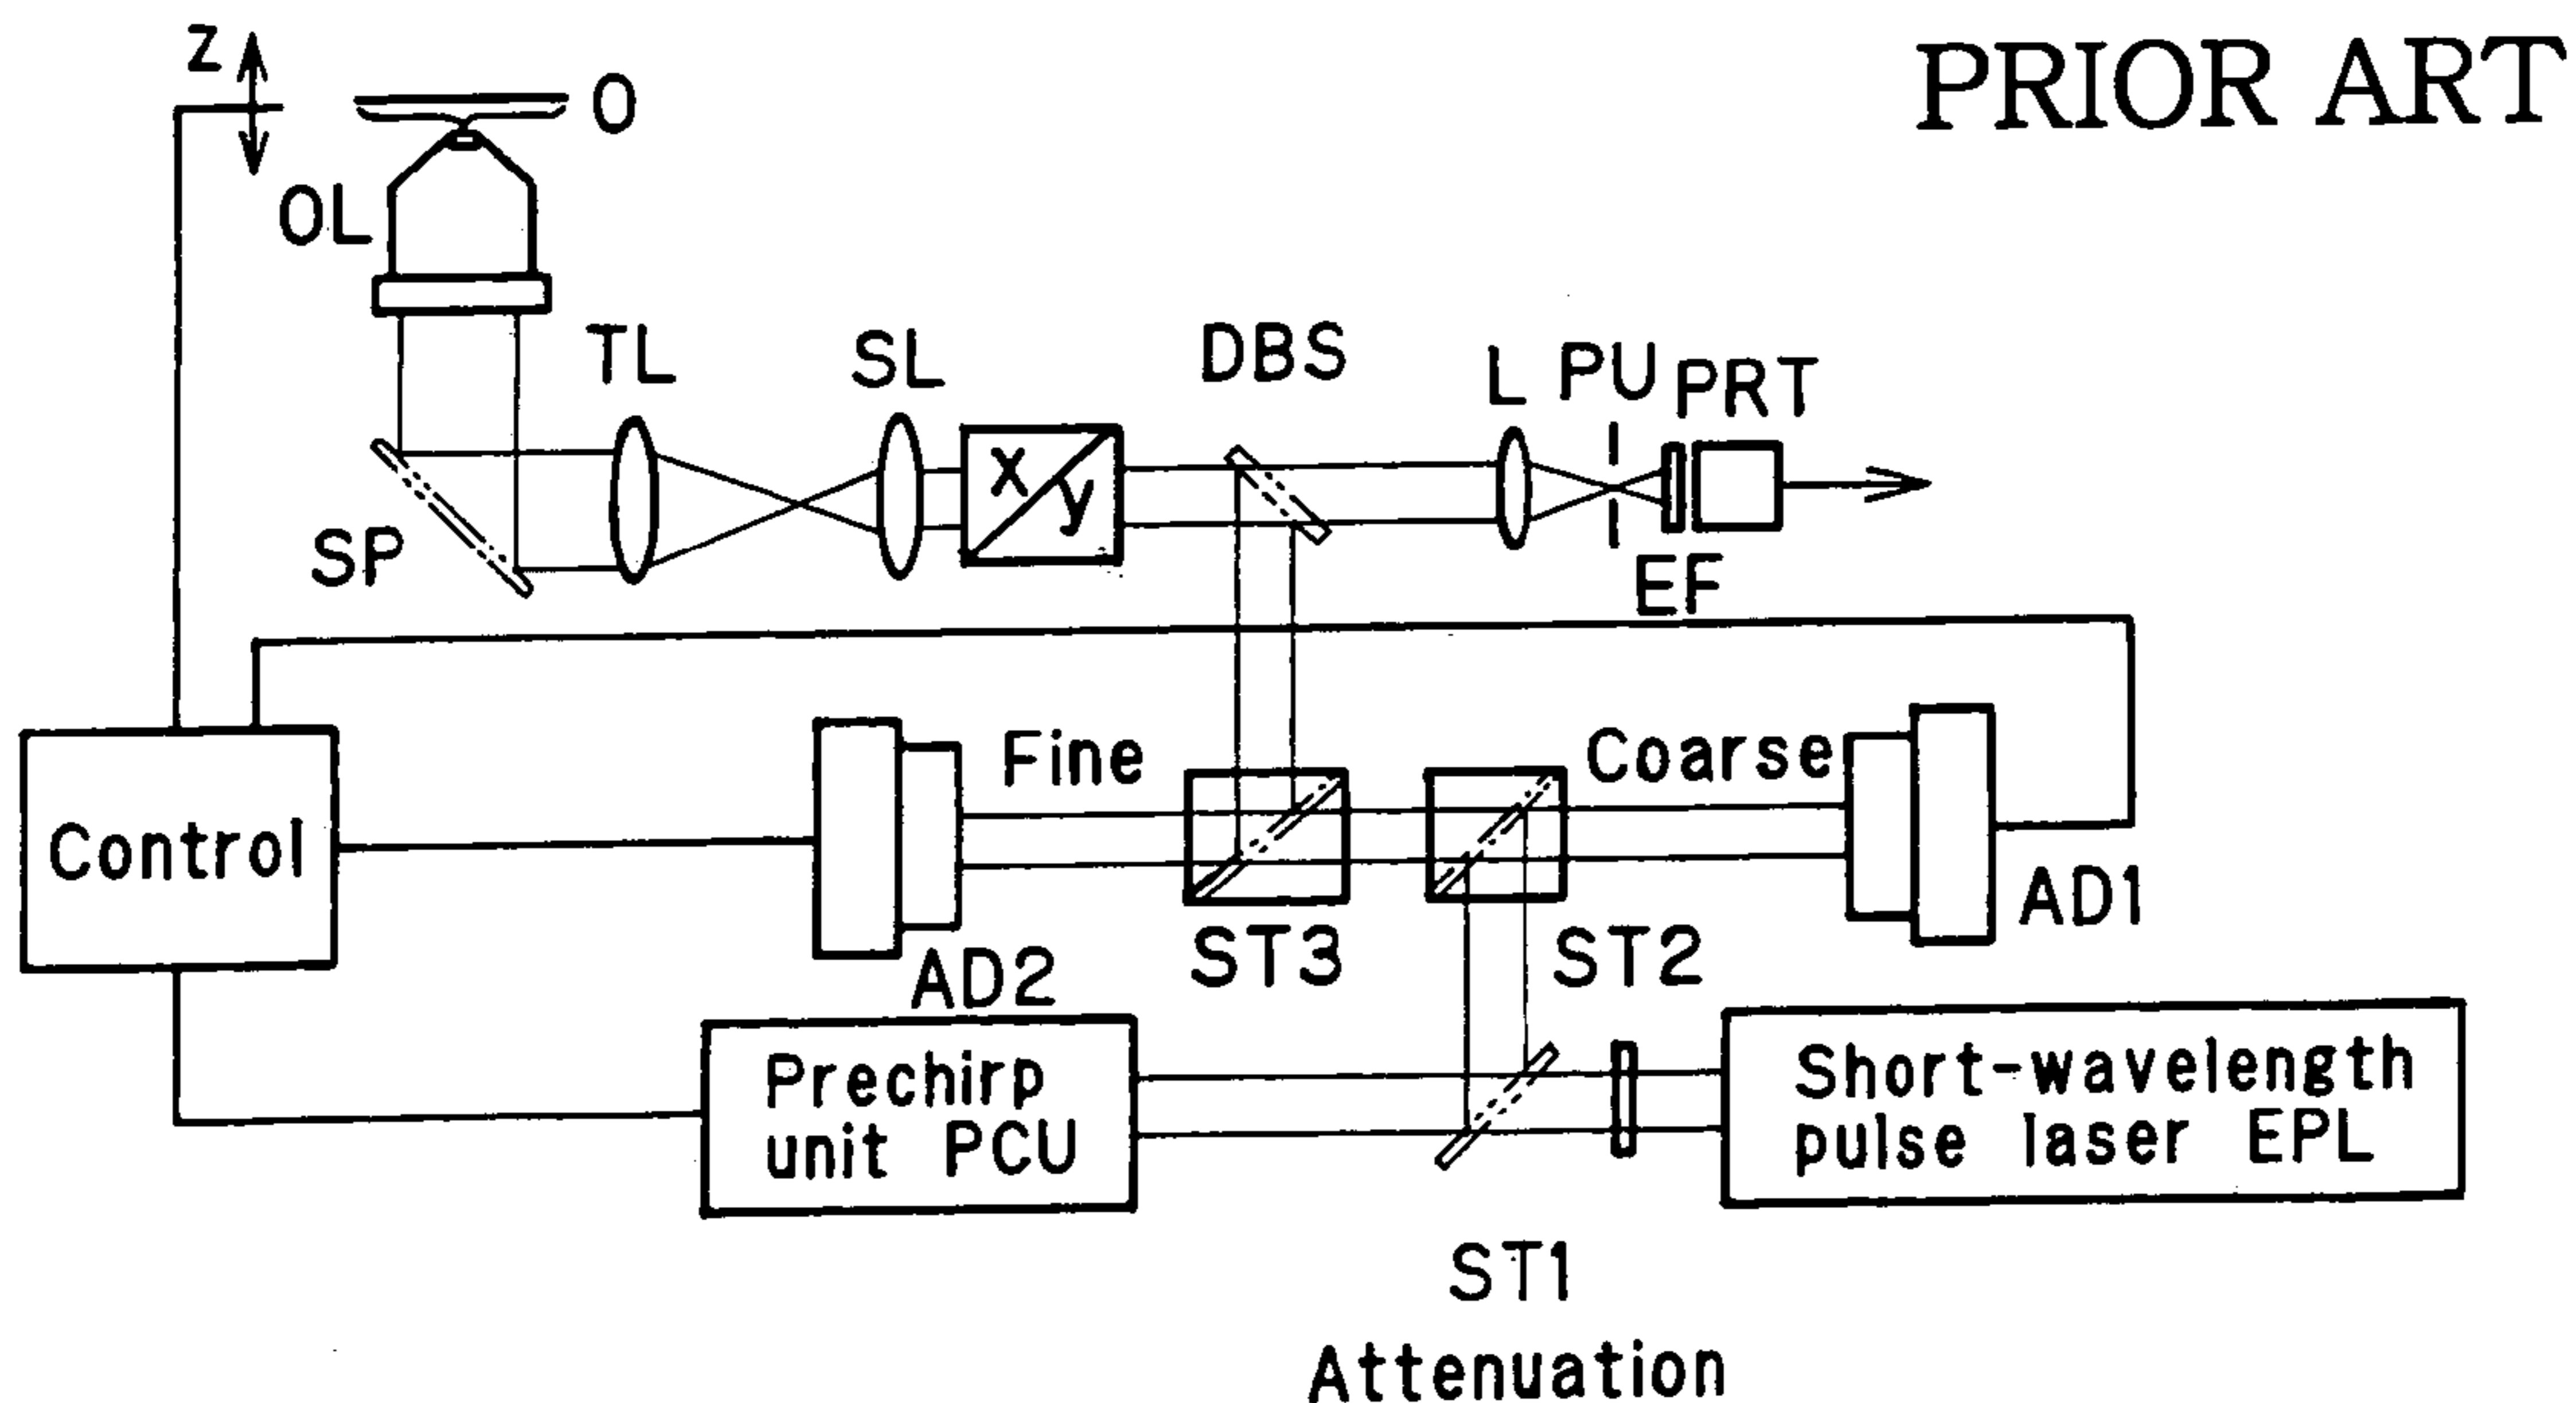 PRIOR ART
Z
O
OL
TL
SL
DBS
L
PU
PRT
x
y
SP
EF
Fine
Coarse
Control
AD1
ST3
ST2
AD2
Prechirp
unit PCU
Short-wavelength
pulse laser EPL
ST1
Attenuation